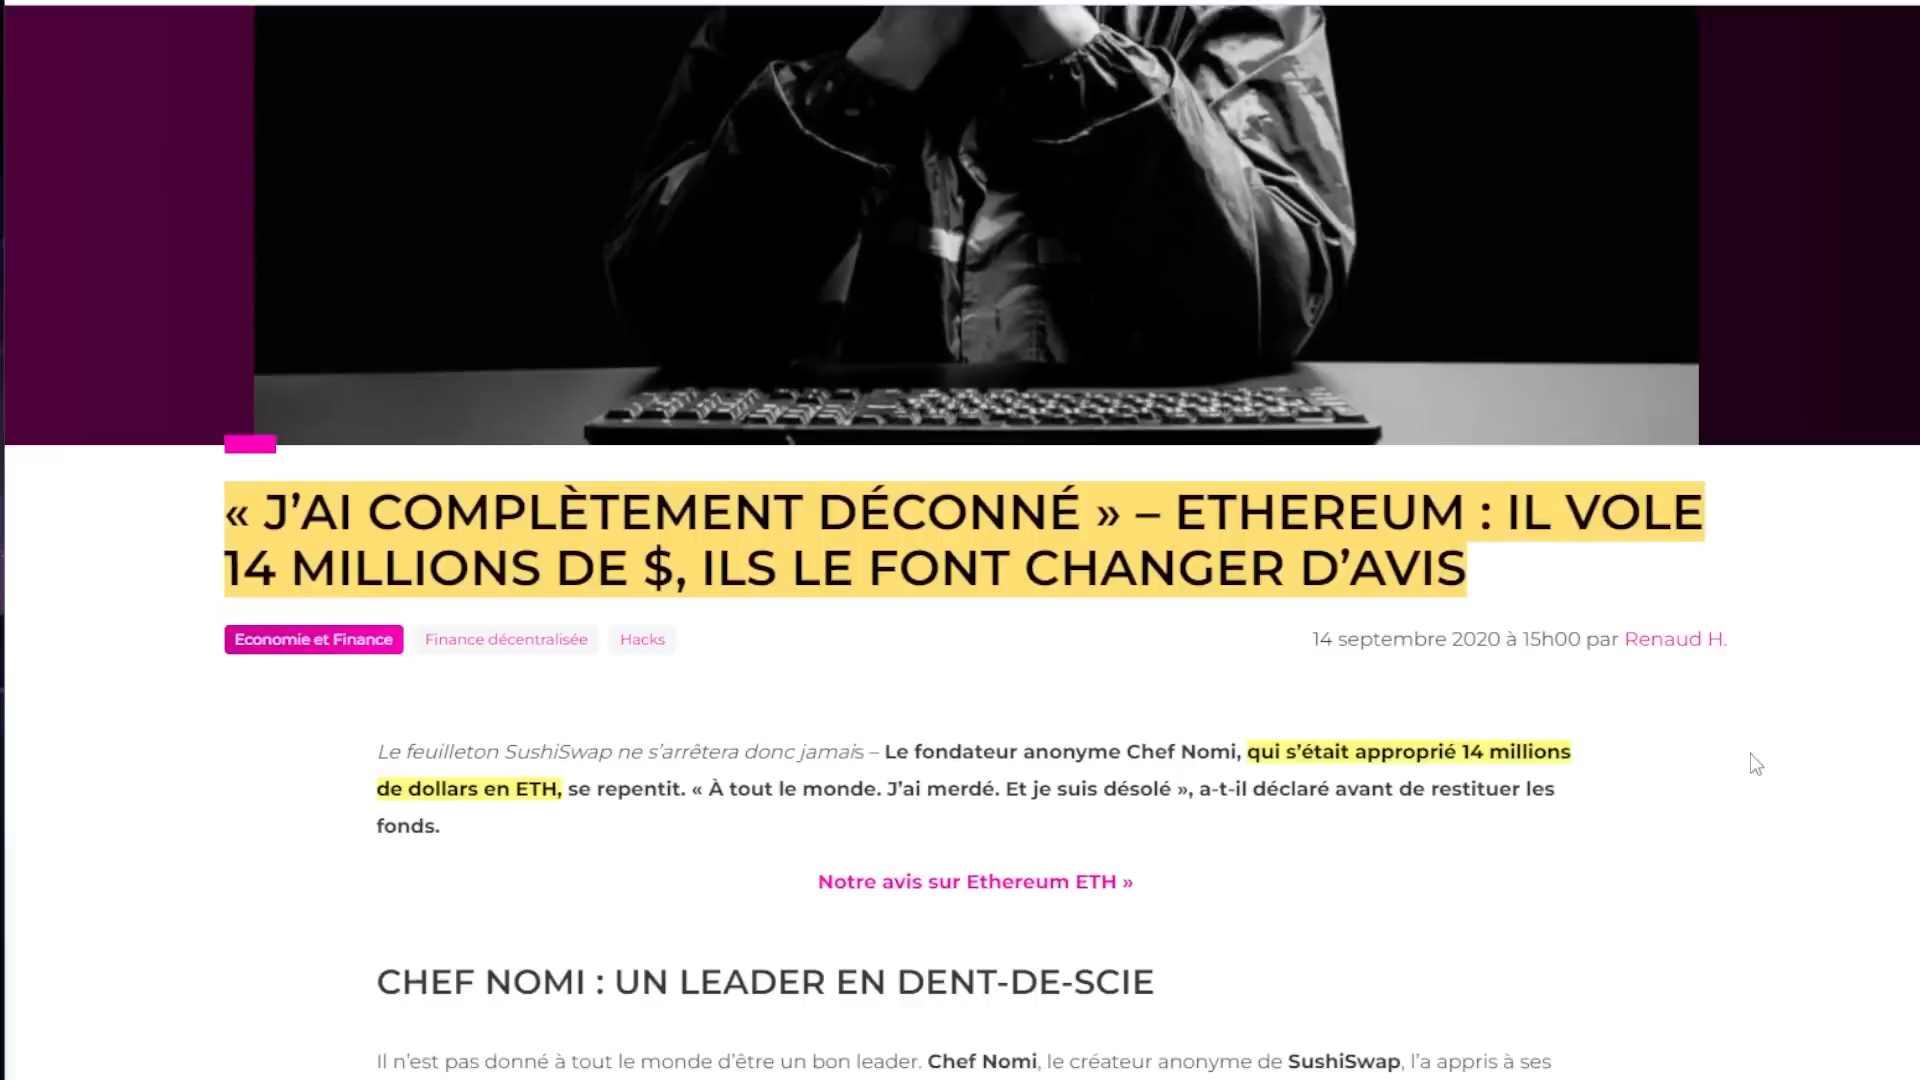 « J’AI COMPLÈTEMENT DÉCONNÉ » – ETHEREUM : IL VOLE
14 MILLIONS DE $, ILS LE FONT CHANGER D’AVIS
Economie et Finance Finance décentralisée Hacks 14 septembre 2020 à 15h00 par Renaud H.
Le feuilleton SushiSwap ne s’arrêtera donc jamais – Le fondateur anonyme Chef Nomi, qui s’était approprié 14 millions
de dollars en ETH, se repentit. « À tout le monde. J’ai merdé. Et je suis désolé », a-t-il déclaré avant de restituer les
fonds.
Notre avis sur Ethereum ETH »
CHEF NOMI : UN LEADER EN DENT-DE-SCIE
Il n’est pas donné à tout le monde d’être un bon leader. Chef Nomi, le créateur anonyme de SushiSwap, l’a appris à ses